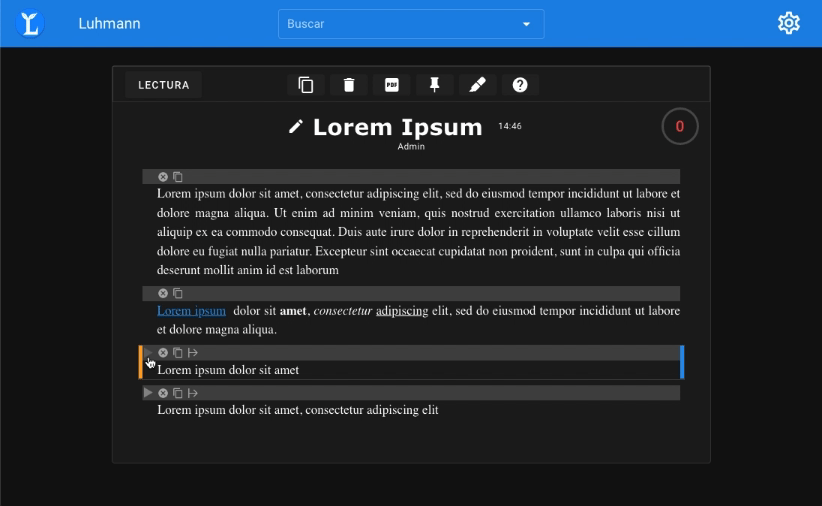 Luhmann
Buscar
LECTURA
PDF
Lorem Ipsum
14:46
0
Admin
Lorem ipsum dolor sit amet, consectetur adipiscing elit, sed do eiusmod tempor incididunt ut labore et
dolore magna aliqua. Ut enim ad minim veniam, quis nostrud exercitation ullamco laboris nisi ut
aliquip ex ea commodo consequat. Duis aute irure dolor in reprehenderit in voluptate velit esse cillum
dolore eu fugiat nulla pariatur. Excepteur sint occaecat cupidatat non proident, sunt in culpa qui officia
deserunt mollit anim id est laborum
Lorem ipsum dolor sit amet, consectetur adipiscing elit, sed do eiusmod tempor incididunt ut labore
et dolore magna aliqua.
Lorem ipsum dolor sit amet
Lorem ipsum dolor sit amet, consectetur adipiscing elit